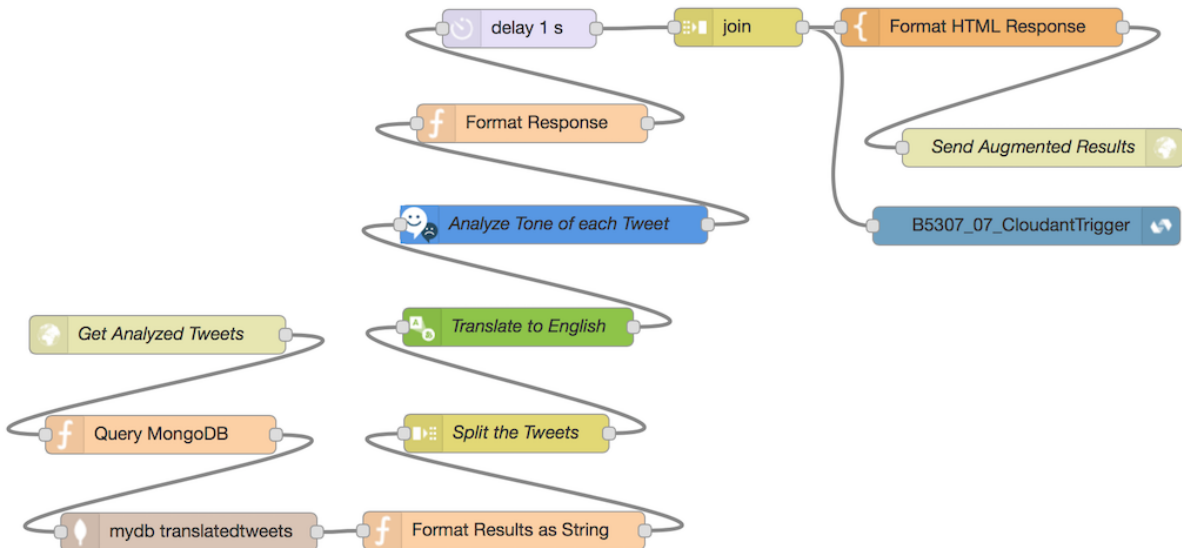 delay 1 s
join
Format HTML Response
Format Response
Send Augmented Results
Analyze Tone of each Tweet
B5307_07_CloudantTrigger
Translate to English
Get Analyzed Tweets
Query MongoDB
Split the Tweets
mydb translatedtweets
Format Results as String